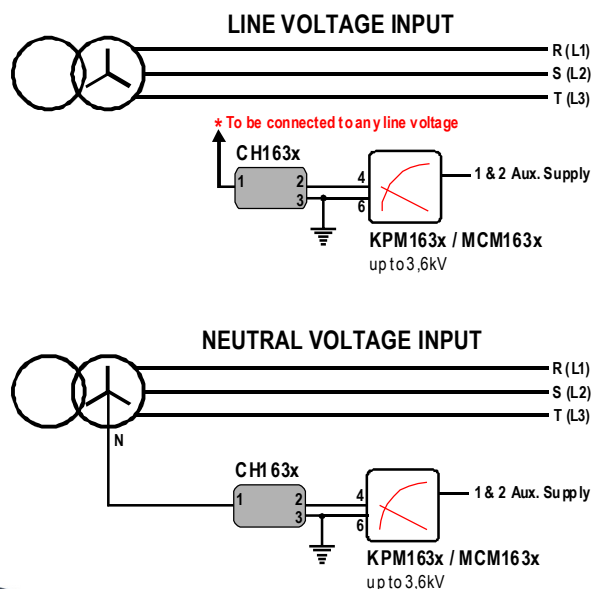 LINE VOLTAGE INPUT
R (L1)
S (L2)
T (L3)
* To be connected to any line voltage
CH163x
1 2 4 1 & 2 Aux. Supply
3 6
KPM163x / MCM163x
up to 3,6kV
NEUTRAL VOLTAGE INPUT
R (L1)
S (L2)
T (L3)
N
CH163x
1 2 4 1 & 2 Aux. Supply
3 6
KPM163x / MCM163x
up to 3,6kV